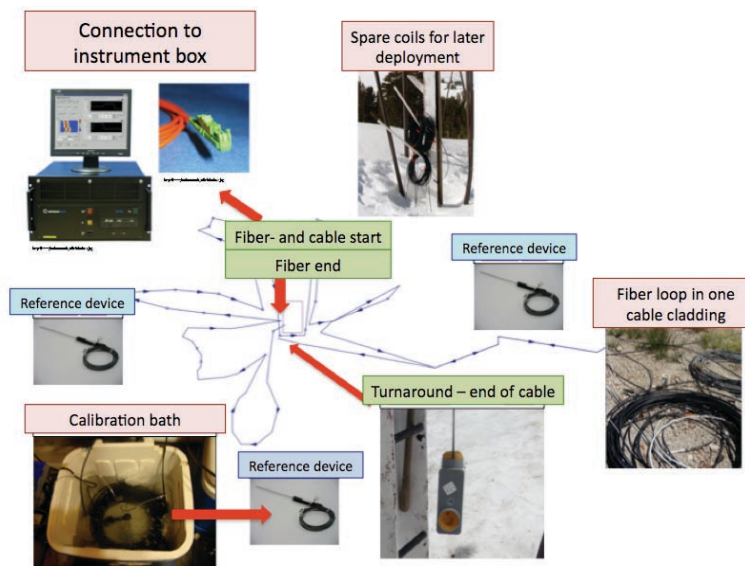 Connection to
instrument box
Spare coils for later
deployment
Fiber- and cable start
Fiber end
Reference device
Reference device
Fiber loop in one
cable cladding
Turnaround – end of cable
Calibration bath
Reference device